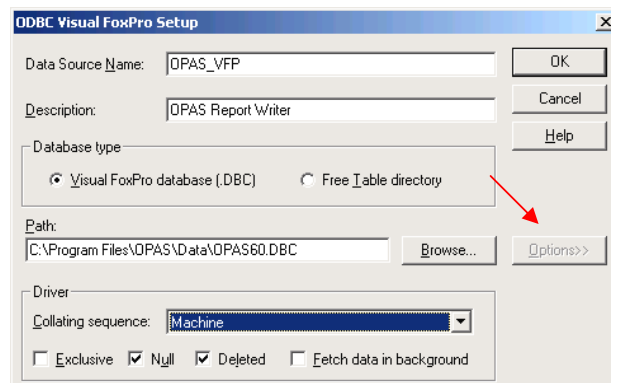 ODBC Visual FoxPro Setup
Data Source Name: OPAS_VFP OK
Description: OPAS Report Writer Cancel
Help
Database type
Visual FoxPro database (.DBC) Free Table directory
Path:
C:\Program Files\OPAS\Data\OPAS60.DBC Browse... Options>>
Driver
Collating sequence: Machine
Exclusive Null Deleted Fetch data in background